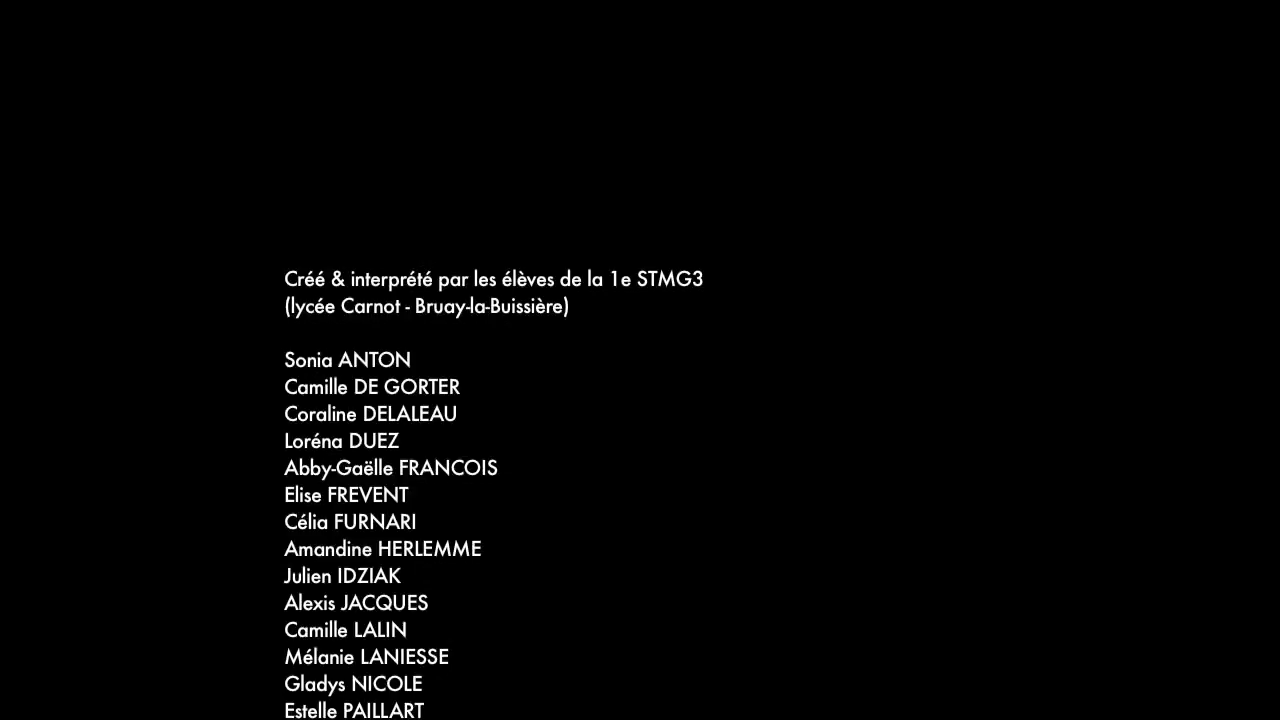 Créé & interprété par les élèves de la 1e STMG3
(lycée Carnot - Bruay-la-Buissière)
Sonia ANTON
Camille DE GORTER
Coraline DELALEAU
Loréna DUEZ
Abby-Gaëlle FRANCOIS
Elise FREVENT
Célia FURNARI
Amandine HERLEMME
Julien IDZIAK
Alexis JACQUES
Camille LALIN
Mélanie LANIESSE
Gladys NICOLE
Estelle PAILLART